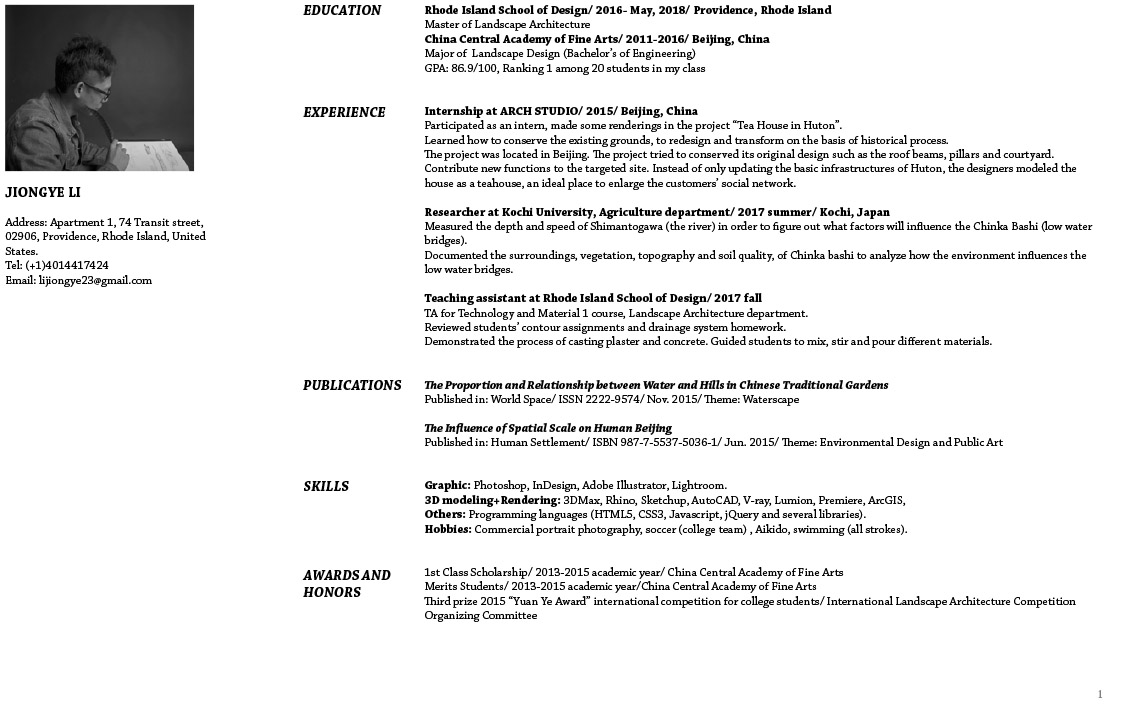 JIONGYE LI
Address: Apartment 1, 74 Transit street,
02906, Providence, Rhode Island, United
States.
Tel: (+1)4014417424
Email: lijiongye23@gmail.com
EDUCATION
Rhode Island School of Design/ 2016- May, 2018/ Providence, Rhode Island
Master of Landscape Architecture
China Central Academy of Fine Arts/ 2011-2016/ Beijing, China
Major of Landscape Design (Bachelor's of Engineering)
GPA: 86.9/100, Ranking 1 among 20 students in my class
EXPERIENCE
Internship at ARCH STUDIO/ 2015/ Beijing, China
Participated as an intern, made some renderings in the project “Tea House in Huton”.
Learned how to conserve the existing grounds, to redesign and transform on the basis of historical process.
The project was located in Beijing. The project tried to conserved its original design such as the roof beams, pillars and courtyard.
Contribute new functions to the targeted site. Instead of only updating the basic infrastructures of Huton, the designers modeled the
house as a teahouse, an ideal place to enlarge the customers’ social network.
Researcher at Kochi University, Agriculture department/ 2017 summer/ Kochi, Japan
Measured the depth and speed of Shimantogawa (the river) in order to figure out what factors will influence the Chinka Bashi (low water
bridges).
Documented the surroundings, vegetation, topography and soil quality, of Chinka bashi to analyze how the environment influences the
low water bridges.
Teaching assistant at Rhode Island School of Design/ 2017 fall
TA for Technology and Material 1 course, Landscape Architecture department.
Reviewed students’ contour assignments and drainage system homework.
Demonstrated the process of casting plaster and concrete. Guided students to mix, stir and pour different materials.
PUBLICATIONS
The Proportion and Relationship between Water and Hills in Chinese Traditional Gardens
Published in: World Space/ ISSN 2222-9574/ Nov. 2015/ Theme: Waterscape
The Influence of Spatial Scale on Human Beijing
Published in: Human Settlement/ ISBN 987-7-5537-5036-1/ Jun. 2015/ Theme: Environmental Design and Public Art
SKILLS
Graphic: Photoshop, InDesign, Adobe Illustrator, Lightroom.
3D modeling+Rendering: 3DMax, Rhino, Sketchup, AutoCAD, V-ray, Lumion, Premiere, ArcGIS,
Others: Programming languages (HTML5, CSS3, Javascript, jQuery and several libraries).
Hobbies: Commercial portrait photography, soccer (college team) , Aikido, swimming (all strokes).
AWARDS AND
HONORS
1st Class Scholarship/ 2013-2015 academic year/ China Central Academy of Fine Arts
Merits Students/ 2013-2015 academic year/China Central Academy of Fine Arts
Third prize 2015 “Yuan Ye Award” international competition for college students/ International Landscape Architecture Competition
Organizing Committee
1